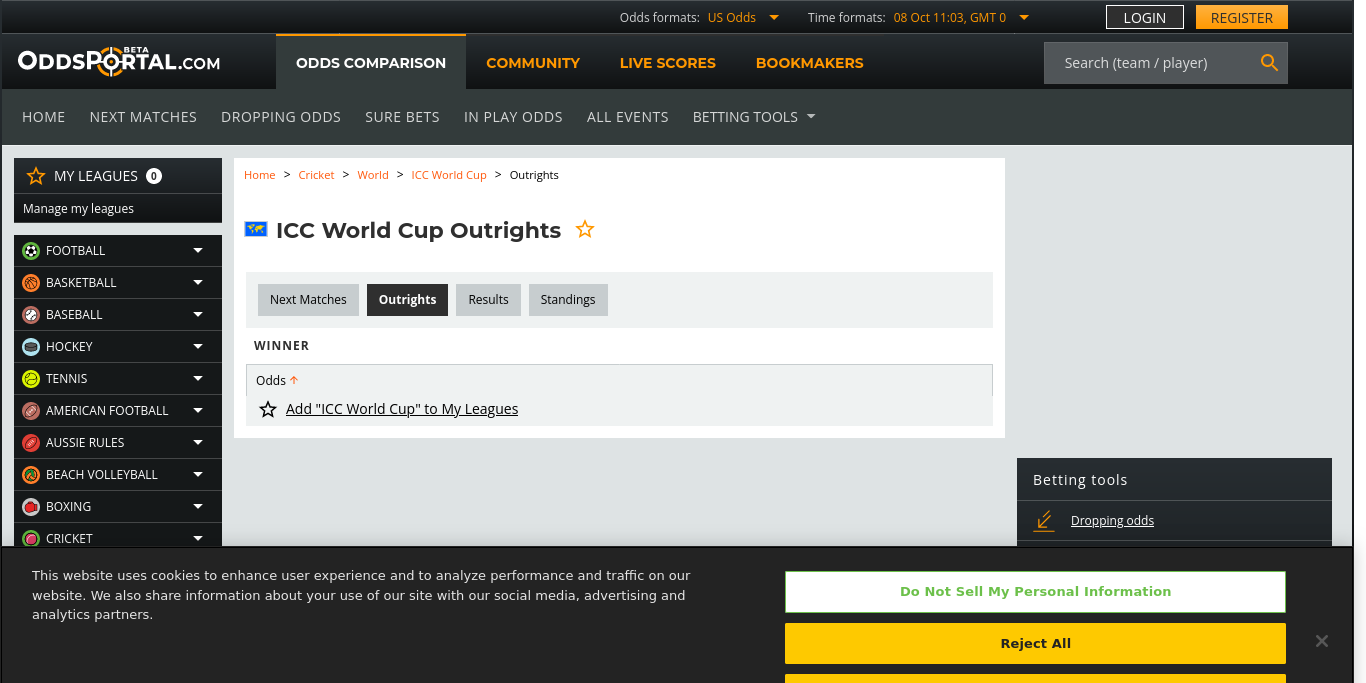 Odds formats: US Odds
Time formats: 08 Oct 11:03, GMT 0
LOGIN
REGISTER
ODDSPORTAL.COM
BETA
ODDS COMPARISON
COMMUNITY
LIVE SCORES
BOOKMAKERS
Search (team / player)
HOME
NEXT MATCHES
DROPPING ODDS
SURE BETS
IN PLAY ODDS
ALL EVENTS
BETTING TOOLS
MY LEAGUES 0
Manage my leagues
FOOTBALL
BASKETBALL
BASEBALL
HOCKEY
TENNIS
AMERICAN FOOTBALL
AUSSIE RULES
BEACH VOLLEYBALL
BOXING
CRICKET
Home > Cricket > World > ICC World Cup > Outrights
ICC World Cup Outrights
Next Matches
Outrights
Results
Standings
WINNER
Odds
Add "ICC World Cup" to My Leagues
Betting tools
Dropping odds
This website uses cookies to enhance user experience and to analyze performance and traffic on our
website. We also share information about your use of our site with our social media, advertising and
analytics partners.
Do Not Sell My Personal Information
Reject All